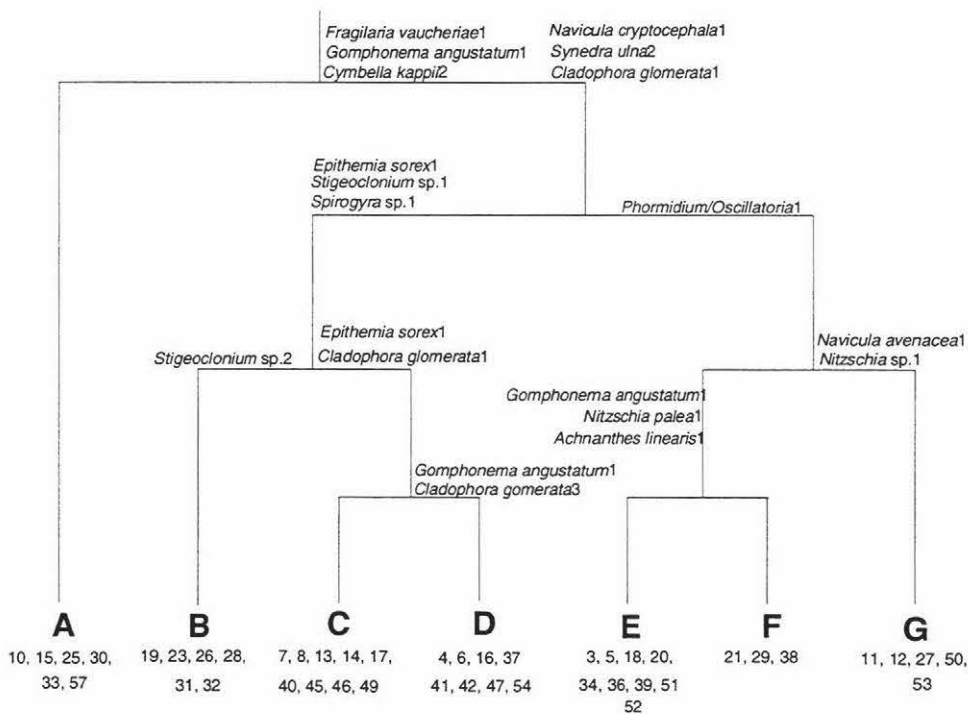 Fragilaria vaucheriae1
Gomphonema angustatum1
Cymbella kappii2
Navicula cryptocephala1
Synedra ulna2
Cladophora glomerata1
Epithemia sorex1
Stigeoclonium sp.1
Spirogyra sp.1
Phormidium/Oscillatoria1
Stigeoclonium sp.2
Epithemia sorex1
Cladophora glomerata1
Navicula avenacea1
Nitzschia sp.1
Gomphonema angustatum1
Nitzschia palea1
Achnanthes linearis1
Gomphonema angustatum1
Cladophora gomerata3
A
10, 15, 25, 30,
33, 57
B
19, 23, 26, 28,
31, 32
C
7, 8, 13, 14, 17,
40, 45, 46, 49
D
4, 6, 16, 37
41, 42, 47, 54
E
3, 5, 18, 20,
34, 36, 39, 51
52
F
21, 29, 38
G
11, 12, 27, 50,
53